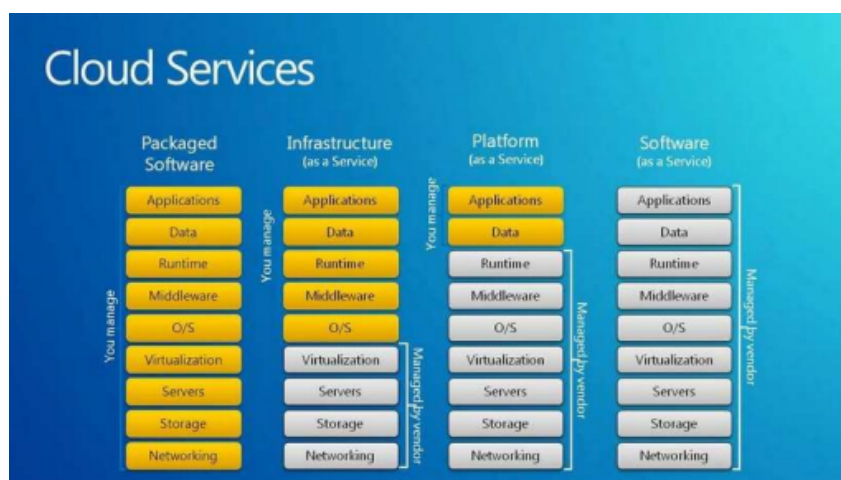 Cloud Services
Packaged
Software
You manage
Applications
Data
Runtime
Middleware
O/S
Virtualization
Servers
Storage
Networking
Infrastructure
(as a Service)
You manage
Applications
Data
Runtime
Middleware
O/S
Virtualization
Servers
Storage
Networking
Managed by vendor
Platform
(as a Service)
You manage
Applications
Data
Runtime
Middleware
O/S
Virtualization
Servers
Storage
Networking
Managed by vendor
Software
(as a Service)
Applications
Data
Runtime
Middleware
O/S
Virtualization
Servers
Storage
Networking
Managed by vendor